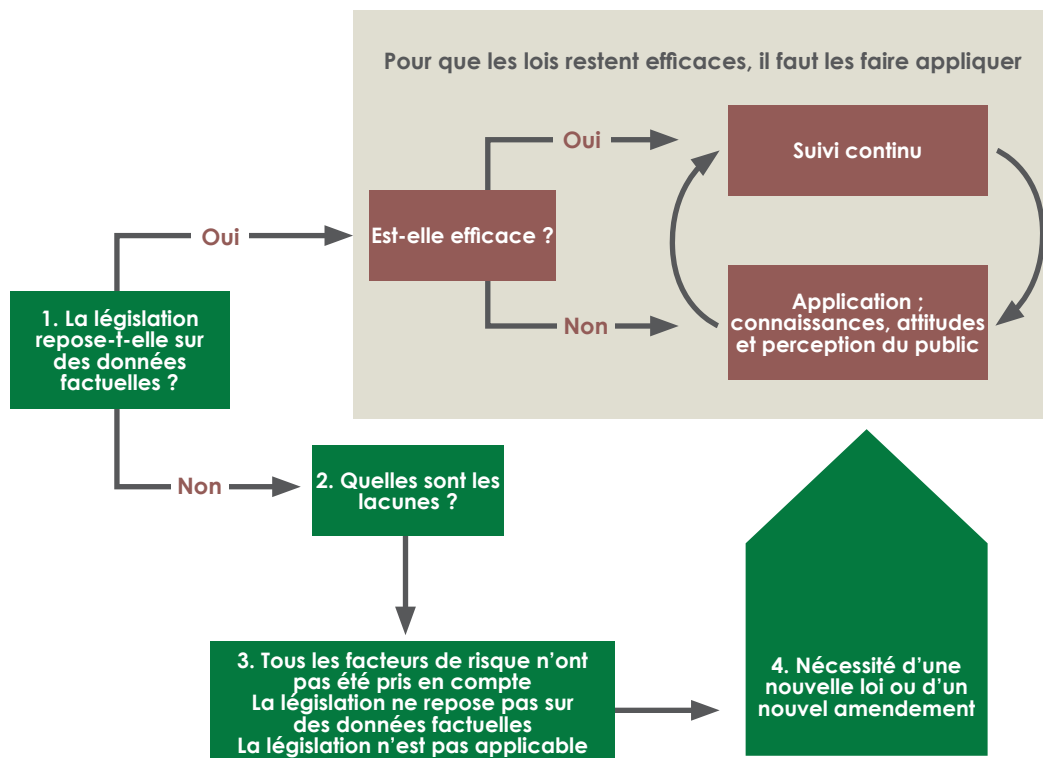 Pour que les lois restent efficaces, il faut les faire appliquer
Oui
Suivi continu
Est-elle efficace ?
Oui
Non
Application ;
connaissances, attitudes
et perception du public
1. La législation
repose-t-elle sur
des données
factuelles ?
Non
2. Quelles sont les
lacunes ?
3. Tous les facteurs de risque n’ont
pas été pris en compte
La législation ne repose pas sur
des données factuelles
La législation n’est pas applicable
4. Nécessité d’une
nouvelle loi ou d’un
nouvel amendement